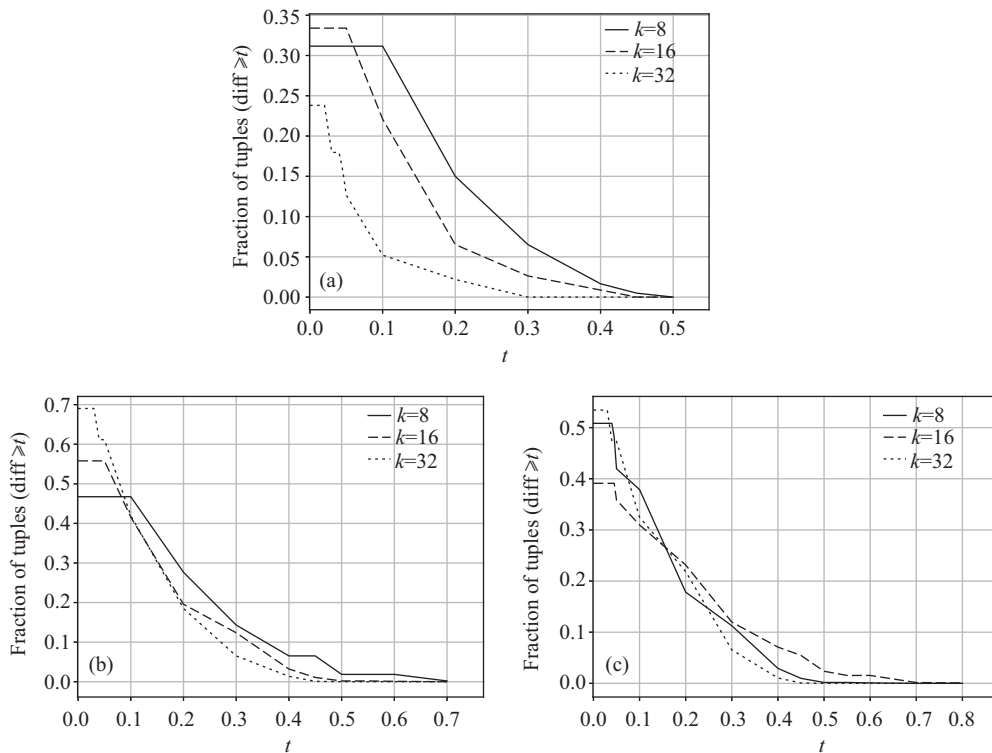 0.35
0.30
0.25
0.20
0.15
0.10
0.05
0.00
Fraction of tuples (diff ⩾t)
k=8
k=16
k=32
(a)
0.0 0.1 0.2 0.3 0.4 0.5
t
0.7
0.6
0.5
0.4
0.3
0.2
0.1
0.0
Fraction of tuples (diff ⩾t)
k=8
k=16
k=32
(b)
0.0 0.1 0.2 0.3 0.4 0.5 0.6 0.7
t
0.5
0.4
0.3
0.2
0.1
0.0
Fraction of tuples (diff ⩾t)
k=8
k=16
k=32
(c)
0.0 0.1 0.2 0.3 0.4 0.5 0.6 0.7 0.8
t